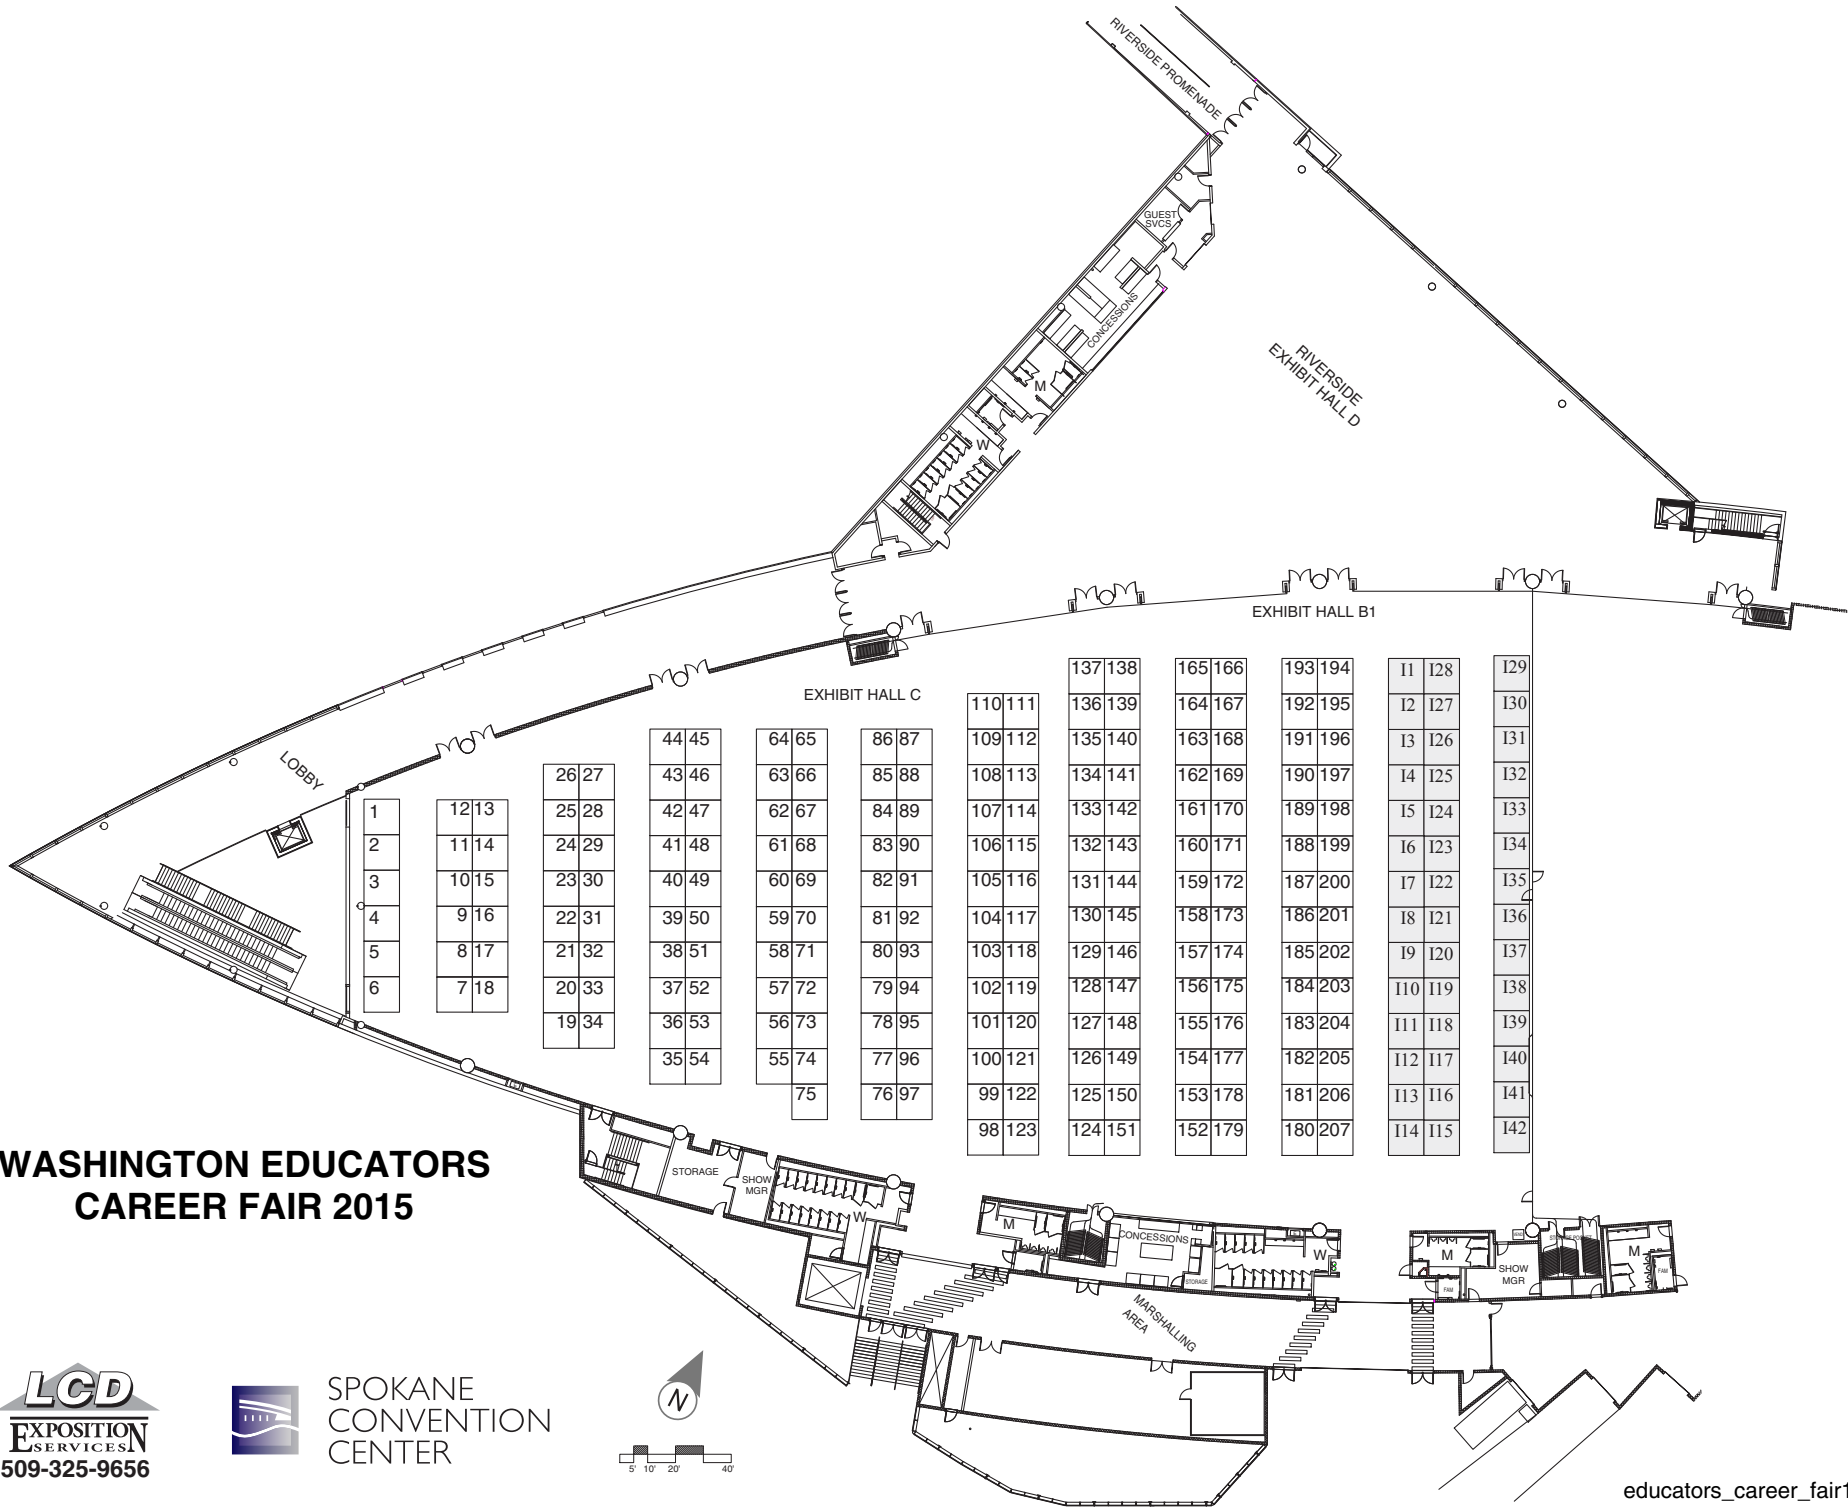 RIVERSIDE PROMENADE
GUEST
SVCS
CONCESSIONS
M
RIVERSIDE
EXHIBIT HALL D
W
EXHIBIT HALL B1
EXHIBIT HALL C
LOBBY
137 138 165 166 193 194 I1 I28 I29
110 111 136 139 164 167 192 195 I2 I27 I30
44 45 64 65 86 87 109 112 135 140 163 168 191 196 I3 I26 I31
26 27 43 46 63 66 85 88 108 113 134 141 162 169 190 197 I4 I25 I32
1 12 13 25 28 42 47 62 67 84 89 107 114 133 142 161 170 189 198 I5 I24 I33
2 11 14 24 29 41 48 61 68 83 90 106 115 132 143 160 171 188 199 I6 I23 I34
3 10 15 23 30 40 49 60 69 82 91 105 116 131 144 159 172 187 200 I7 I22 I35
4 9 16 22 31 39 50 59 70 81 92 104 117 130 145 158 173 186 201 I8 I21 I36
5 8 17 21 32 38 51 58 71 80 93 103 118 129 146 157 174 185 202 I9 I20 I37
6 7 18 20 33 37 52 57 72 79 94 102 119 128 147 156 175 184 203 I10 I19 I38
19 34 36 53 56 73 78 95 101 120 127 148 155 176 183 204 I11 I18 I39
35 54 55 74 77 96 100 121 126 149 154 177 182 205 I12 I17 I40
75 76 97 99 122 125 150 153 178 181 206 I13 I16 I41
98 123 124 151 152 179 180 207 I14 I15 I42
WASHINGTON EDUCATORS
CAREER FAIR 2015
STORAGE
SHOW
MGR
W
M
CONCESSIONS
STORAGE
W
M
FAM
SHOW
MGR
M
FAM
MARSHALLING
AREA
LCD
EXPOSITION
SERVICES
509-325-9656
SPOKANE
CONVENTION
CENTER
N
5' 10' 20' 40'
educators_career_fair1